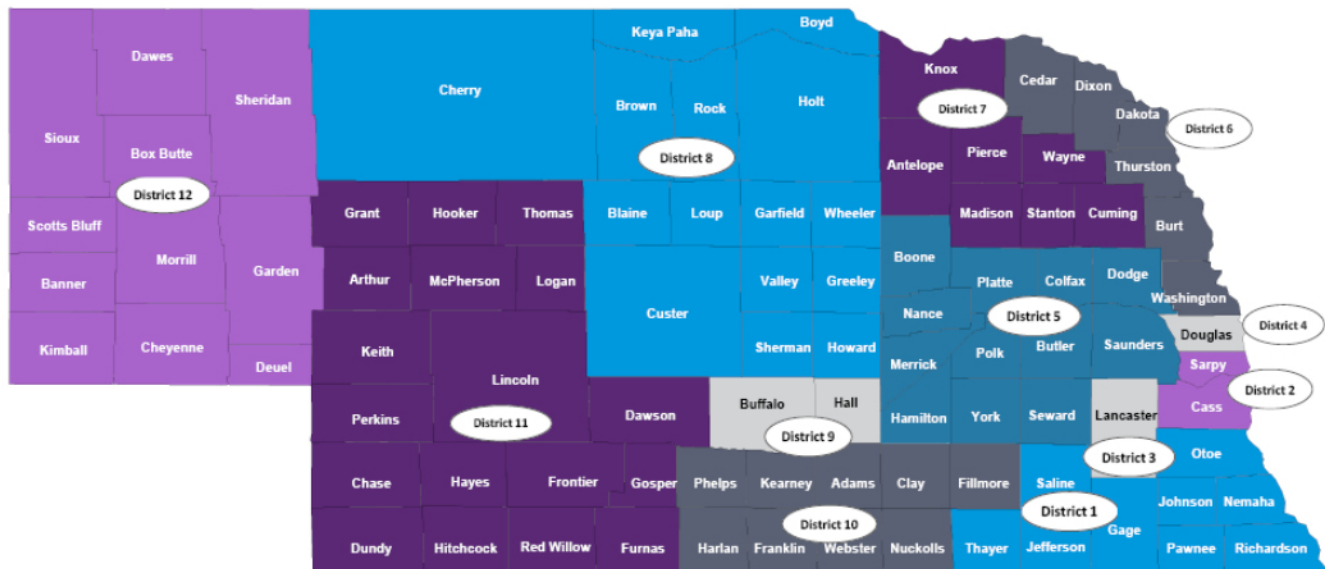 Boyd
Keya Paha
Dawes
Knox
Cedar
Dixon
Cherry
Sheridan
Brown
Rock
Holt
District 7
Dakota
District 6
Sioux
Box Butte
District 8
Antelope
Pierce
Wayne
Thurston
District 12
Grant
Hooker
Thomas
Blaine
Loup
Garfield
Wheeler
Madison
Stanton
Cuming
Scotts Bluff
Burt
Morrill
Garden
Boone
Banner
Arthur
McPherson
Logan
Valley
Greeley
Platte
Colfax
Dodge
Washington
Custer
Nance
District 5
Douglas
District 4
Kimball
Cheyenne
Keith
Sherman
Howard
Polk
Butler
Saunders
Deuel
Merrick
Sarpy
Lincoln
District 2
Perkins
District 11
Dawson
Buffalo
Hall
Hamilton
York
Seward
Lancaster
Cass
District 9
District 3
Otoe
Chase
Hayes
Frontier
Gosper
Phelps
Kearney
Adams
Clay
Fillmore
Saline
Johnson
Nemaha
District 10
District 1
Gage
Dundy
Hitchcock
Red Willow
Furnas
Harlan
Franklin
Webster
Nuckolls
Thayer
Jefferson
Pawnee
Richardson